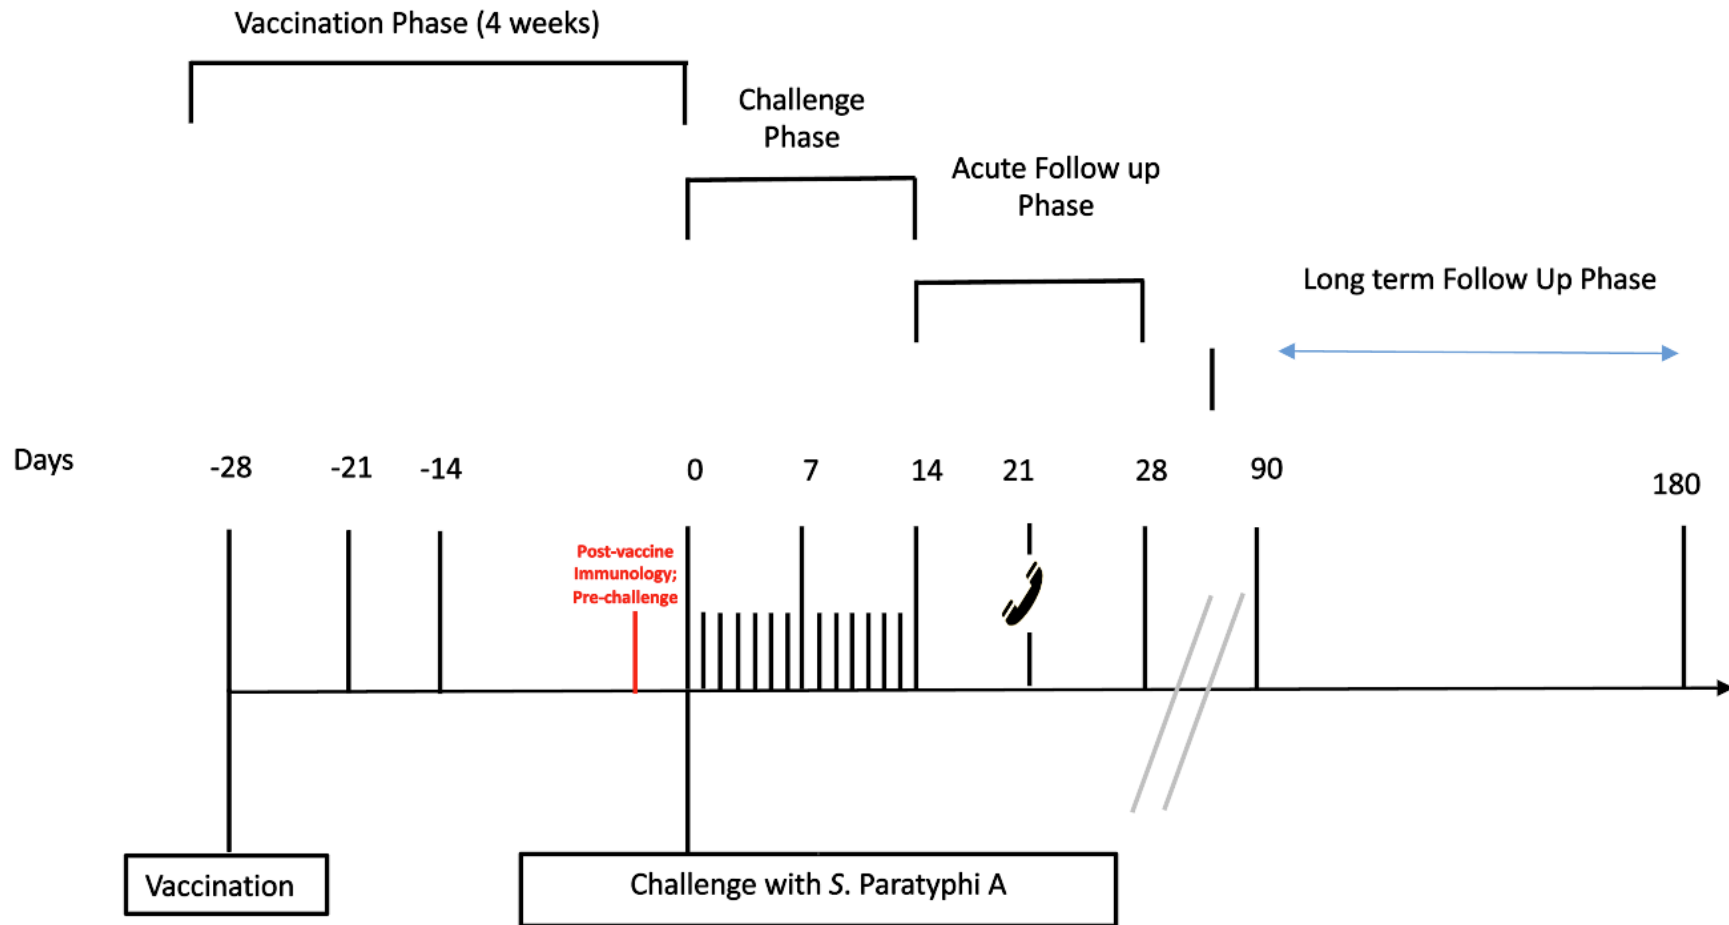 Vaccination Phase (4 weeks)
Challenge
Phase
Acute Follow up
Phase
Long term Follow Up Phase
Days
-28 -21 -14 0 7 14 21 28 90 180
Post-vaccine
Immunology;
Pre-challenge
Vaccination
Challenge with S. Paratyphi A